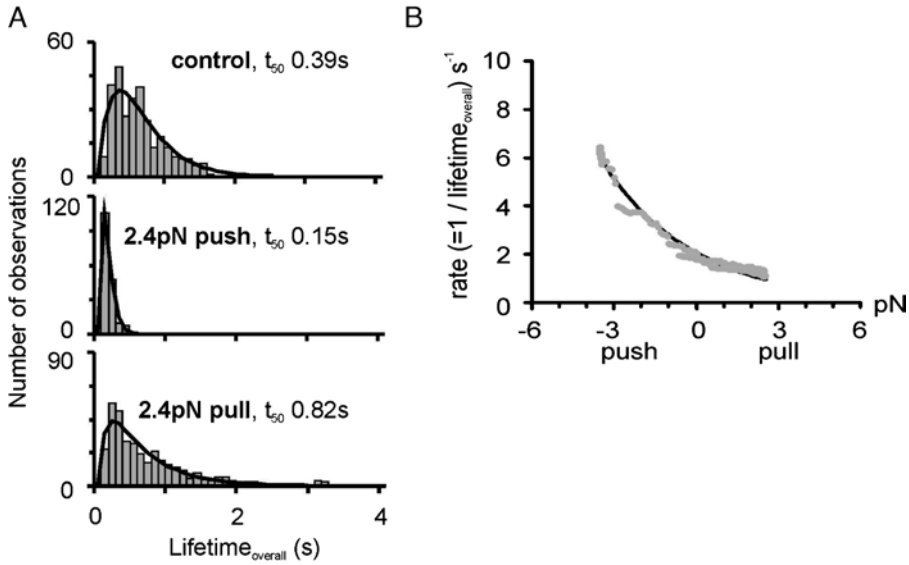 A
Number of observations
60
0
control, t₅₀ 0.39s
120
0
2.4pN push, t₅₀ 0.15s
90
0
2.4pN pull, t₅₀ 0.82s
0 2 4
Lifetimeₒᵥₑᵣₐₗₗ (s)
B
rate (=1 / lifetimeₒᵥₑᵣₐₗₗ) s⁻¹
10
8
6
4
2
0
-6 -3 0 3 6 pN
push pull